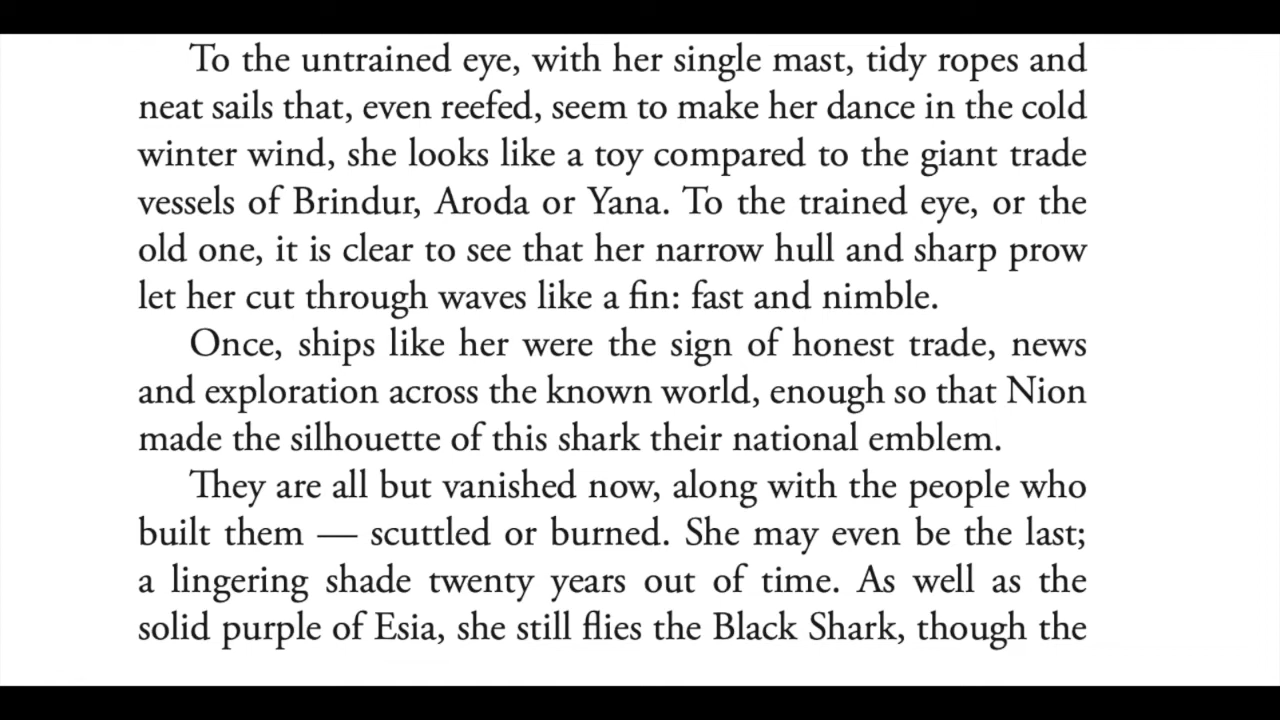 To the untrained eye, with her single mast, tidy ropes and
neat sails that, even reefed, seem to make her dance in the cold
winter wind, she looks like a toy compared to the giant trade
vessels of Brindur, Aroda or Yana. To the trained eye, or the
old one, it is clear to see that her narrow hull and sharp prow
let her cut through waves like a fin: fast and nimble.
Once, ships like her were the sign of honest trade, news
and exploration across the known world, enough so that Nion
made the silhouette of this shark their national emblem.
They are all but vanished now, along with the people who
built them — scuttled or burned. She may even be the last;
a lingering shade twenty years out of time. As well as the
solid purple of Esia, she still flies the Black Shark, though the